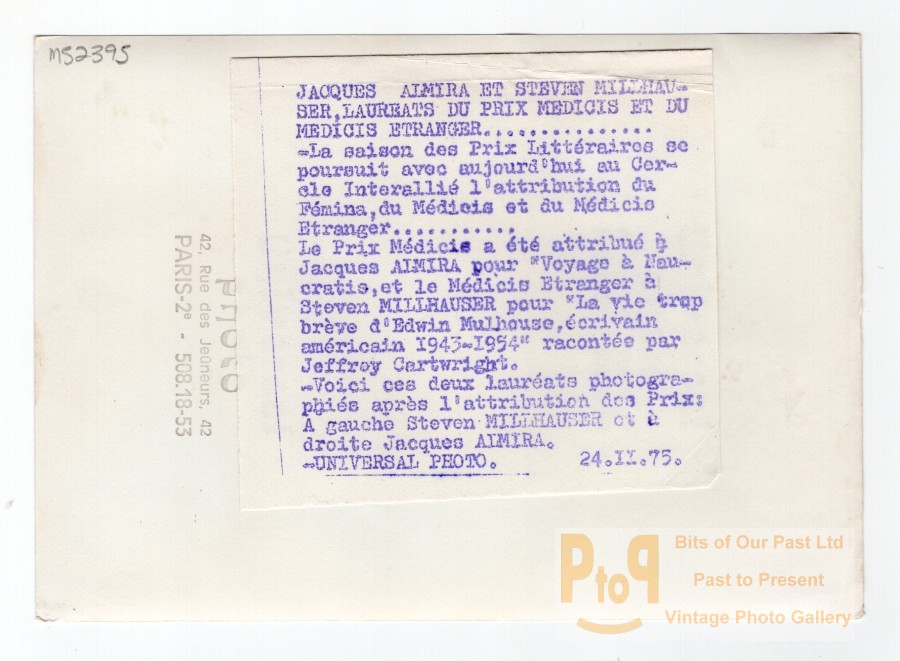 MS2395
JACQUES AIMIRA ET STEVEN MILLHAU-
SER,LAUREATS DU PRIX MEDICIS ET DU
MEDICIS ETRANGER...............
-La saison des Prix Littéraires se
poursuit avec aujourd'hui au Cer-
cle Interallié l'attribution du
Fémina,du Médicis et du Médicis
Etranger...........
Le Prix Médicis a été attribué à
Jacques AIMIRA pour "Voyage à Nau-
cratis,et le Médicis Etranger à
Steven MILLHAUSER pour "La vie trop
brève d'Edwin Mulhouse,écrivain
américain 1943-1954" racontée par
Jeffrey Cartwright.
-Voici ces deux lauréats photogra-
phiés après l'attribution des Prix:
A gauche Steven MILLHAUSER et à
droite Jacques AIMIRA.
-UNIVERSAL PHOTO. 24.II.75.
PHOTO
42, Rue des Jeûneurs, 42
PARIS-2e - 508.18-53
PtoP
Bits of Our Past Ltd
Past to Present
Vintage Photo Gallery